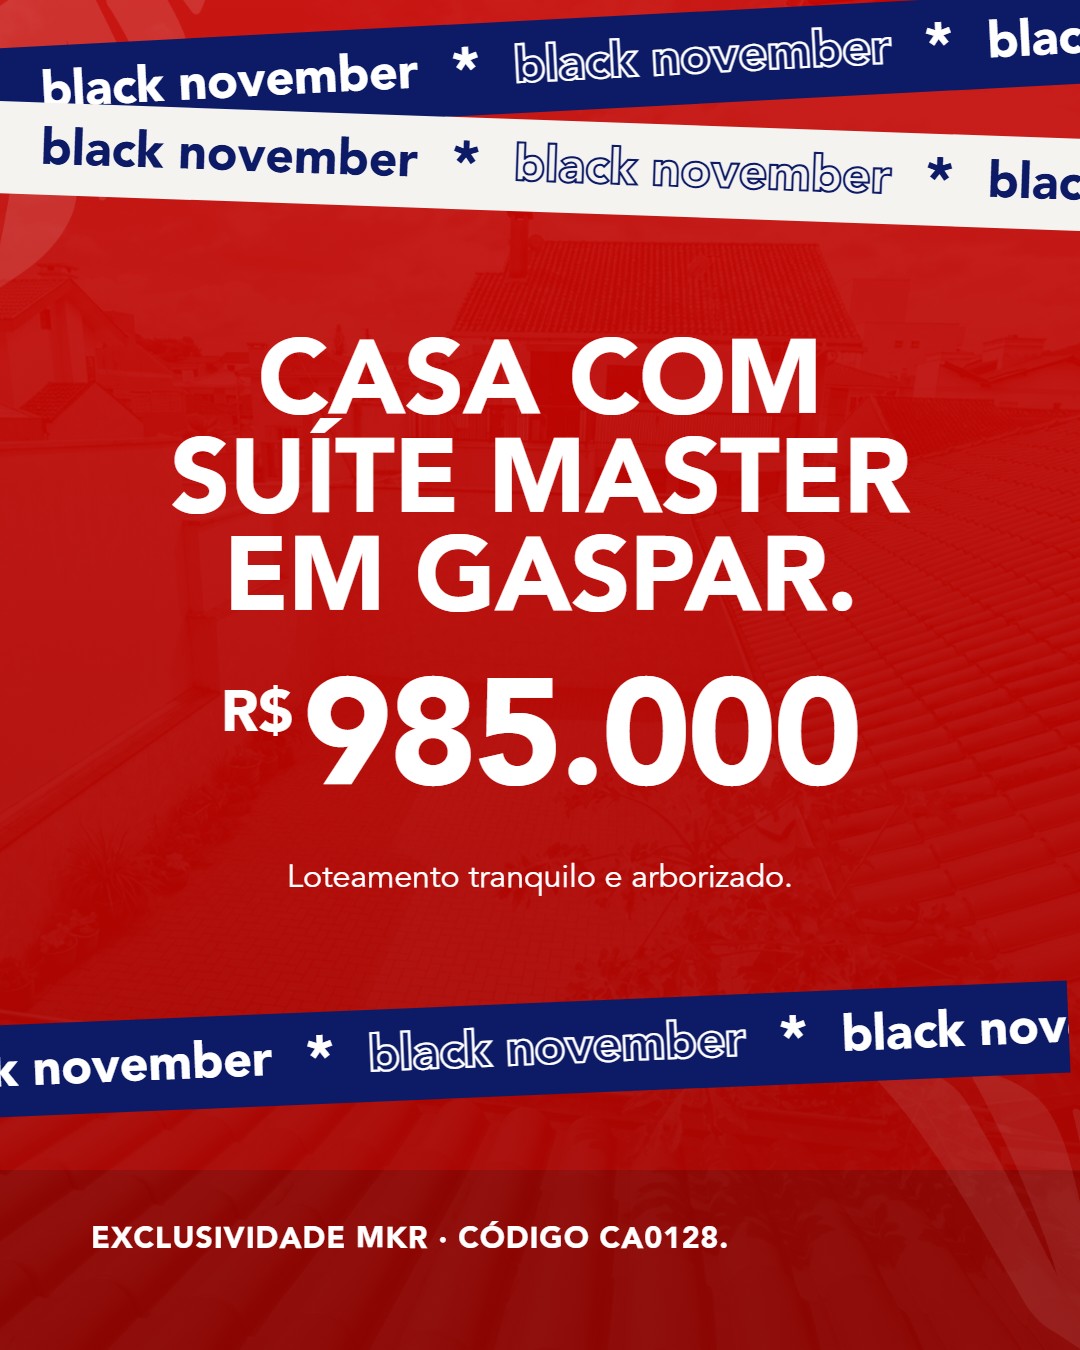 black november * black november * blac
black november * black november * blac
CASA COM
SUÍTE MASTER
EM GASPAR.
R$ 985.000
Loteamento tranquilo e arborizado.
k november * black november * black nov
EXCLUSIVIDADE MKR · CÓDIGO CA0128.